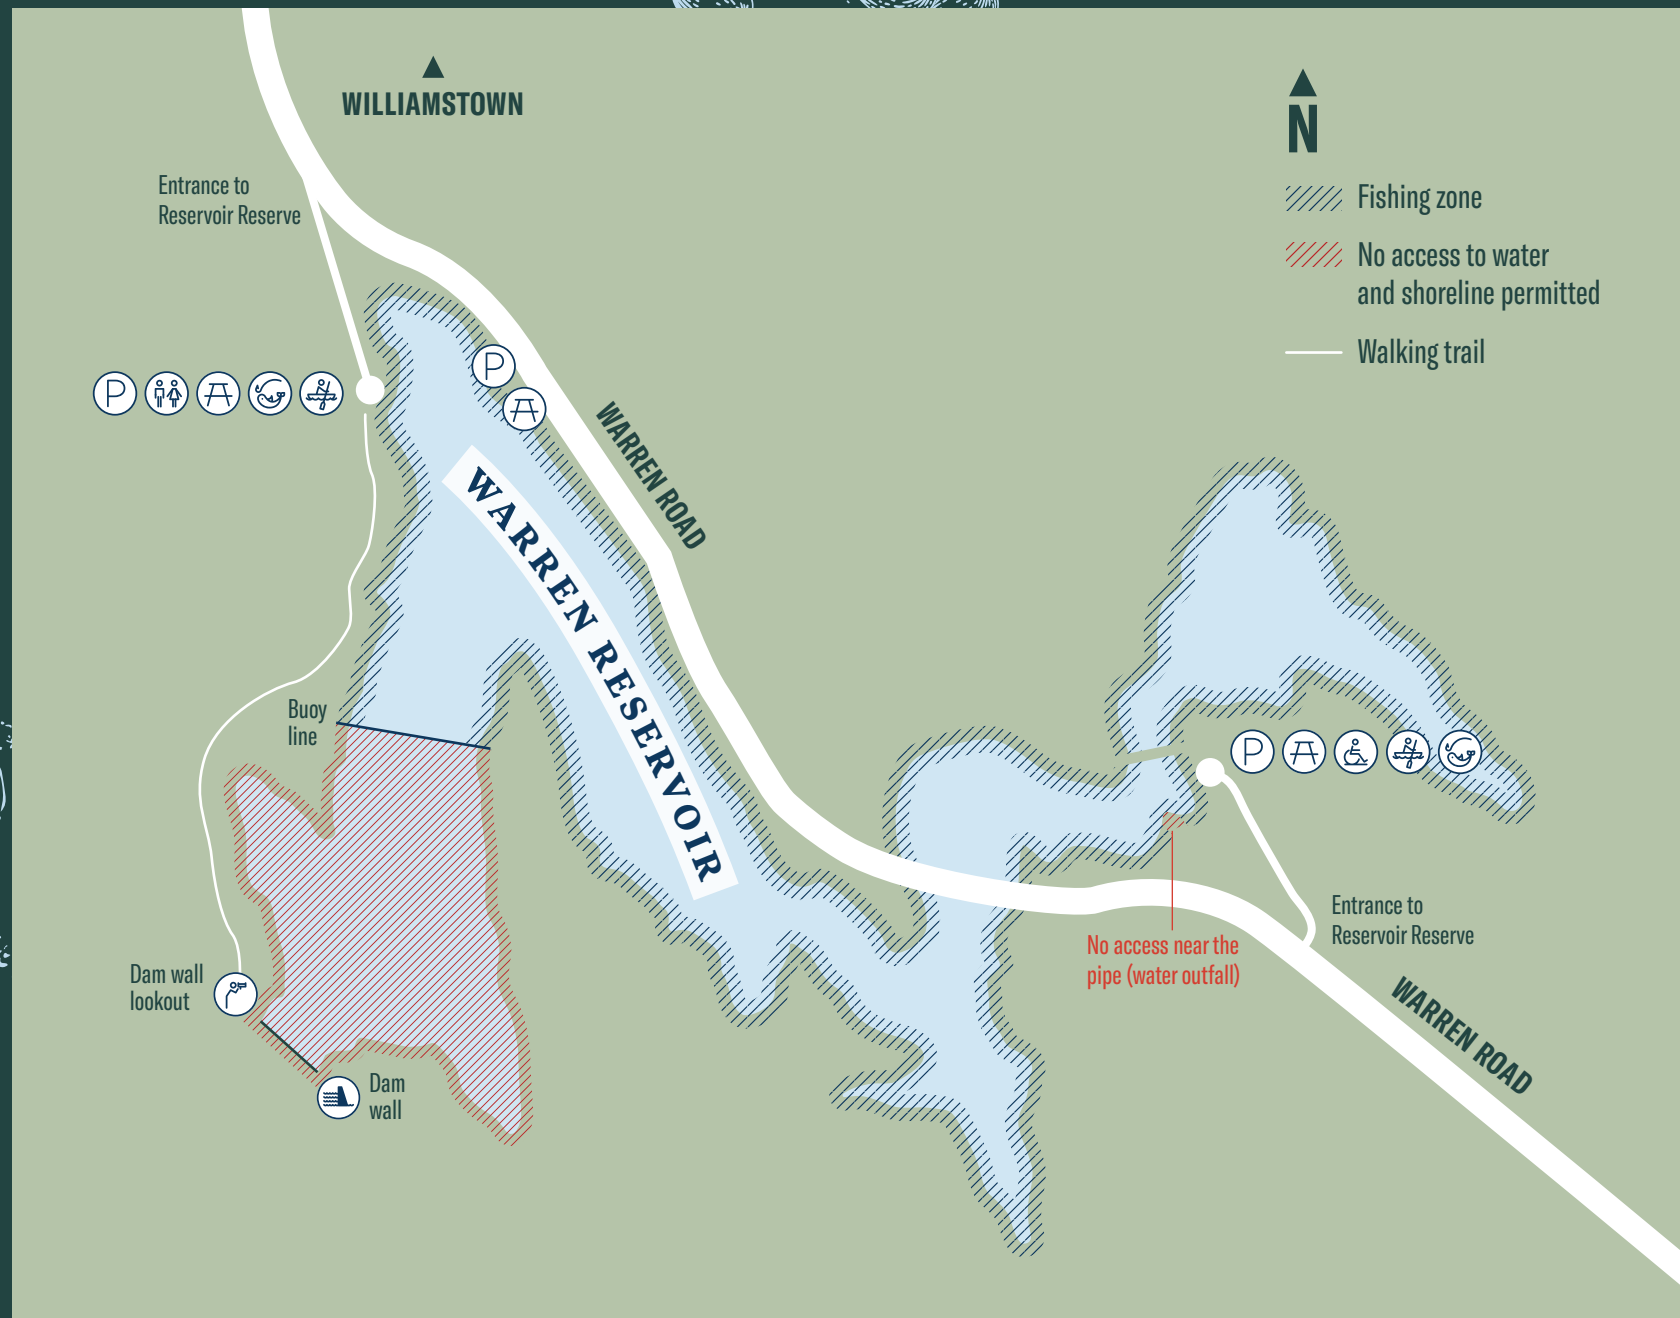 WILLIAMSTOWN
N
Entrance to
Reservoir Reserve
Fishing zone
No access to water
and shoreline permitted
Walking trail
P
P
WARREN ROAD
WARREN RESERVOIR
Buoy
line
P
Entrance to
Reservoir Reserve
No access near the
pipe (water outfall)
Dam wall
lookout
WARREN ROAD
Dam
wall